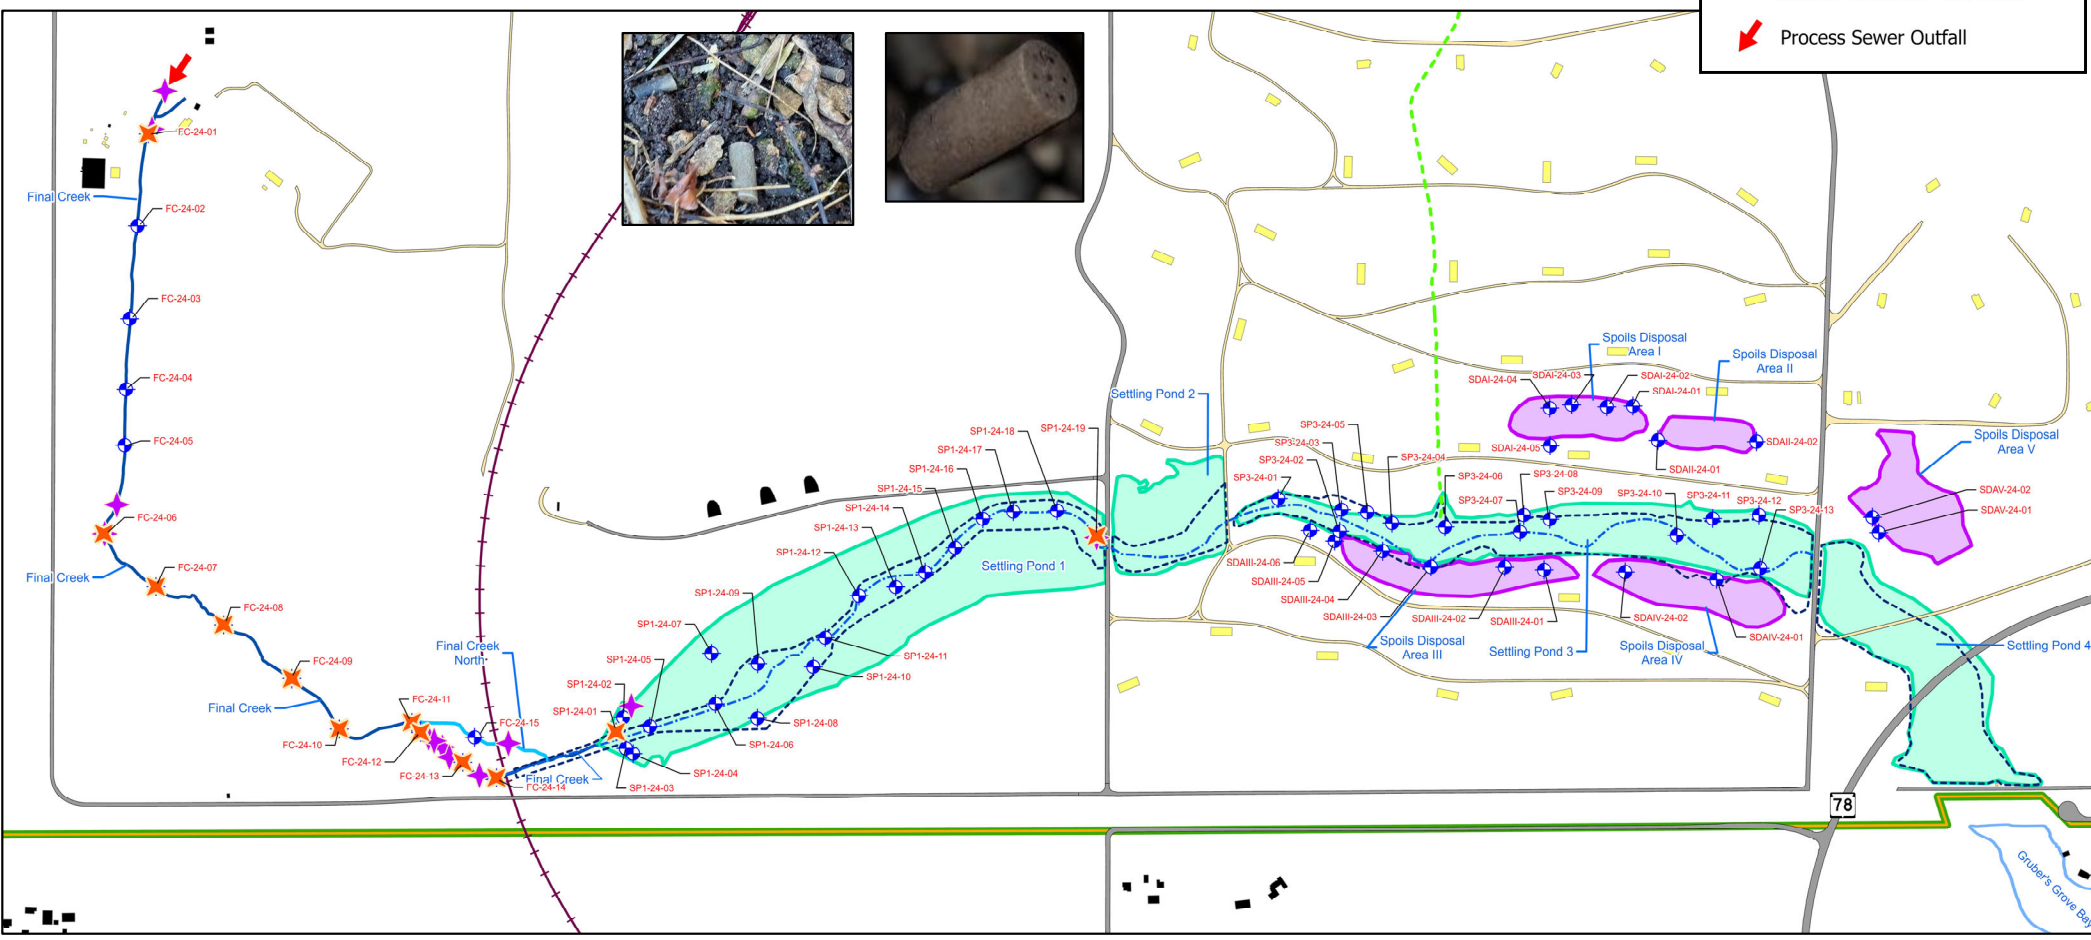 Process Sewer Outfall
FC-24-01
Final Creek
FC-24-02
FC-24-03
FC-24-04
FC-24-05
FC-24-06
Final Creek
FC-24-07
FC-24-08
FC-24-09
Final Creek
FC-24-10
FC-24-11
FC-24-12
FC-24-13
FC-24-14
FC-24-15
Final Creek
North
Final Creek
SP1-24-01
SP1-24-02
SP1-24-03
SP1-24-04
SP1-24-05
SP1-24-06
SP1-24-07
SP1-24-08
SP1-24-09
SP1-24-10
SP1-24-11
SP1-24-12
SP1-24-13
SP1-24-14
SP1-24-15
SP1-24-16
SP1-24-17
SP1-24-18
SP1-24-19
Settling Pond 1
Settling Pond 2
SP3-24-01
SP3-24-02
SP3-24-03
SP3-24-05
SP3-24-04
SP3-24-06
SP3-24-07
SP3-24-08
SP3-24-09
SP3-24-10
SP3-24-11
SP3-24-12
SP3-24-13
Spoils Disposal
Area I
Spoils Disposal
Area II
SDAI-24-04
SDAI-24-03
SDAI-24-02
SDAI-24-01
SDAI-24-05
SDAII-24-01
SDAII-24-02
Spoils Disposal
Area V
SDAV-24-02
SDAV-24-01
SDAIII-24-06
SDAIII-24-05
SDAIII-24-04
SDAIII-24-03
SDAIII-24-02
SDAIII-24-01
SDAIV-24-02
SDAIV-24-01
Spoils Disposal
Area III
Settling Pond 3
Spoils Disposal
Area IV
Settling Pond 4
78
Gruber's Grove Bay